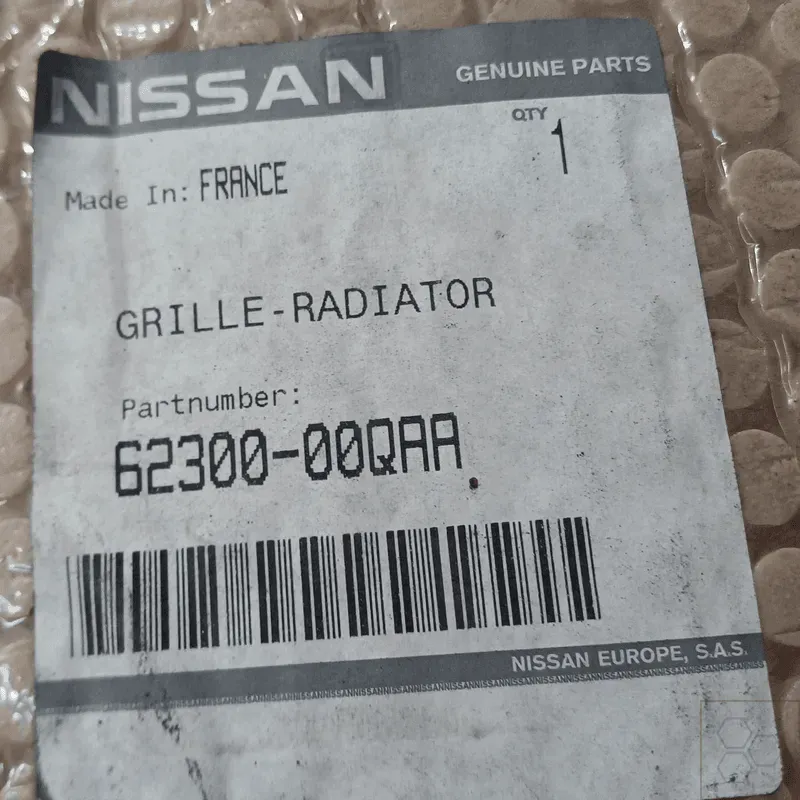 NISSAN GENUINE PARTS
QTY
1
Made In: FRANCE
GRILLE-RADIATOR
Partnumber:
62300-00QAA
NISSAN EUROPE, S.A.S.